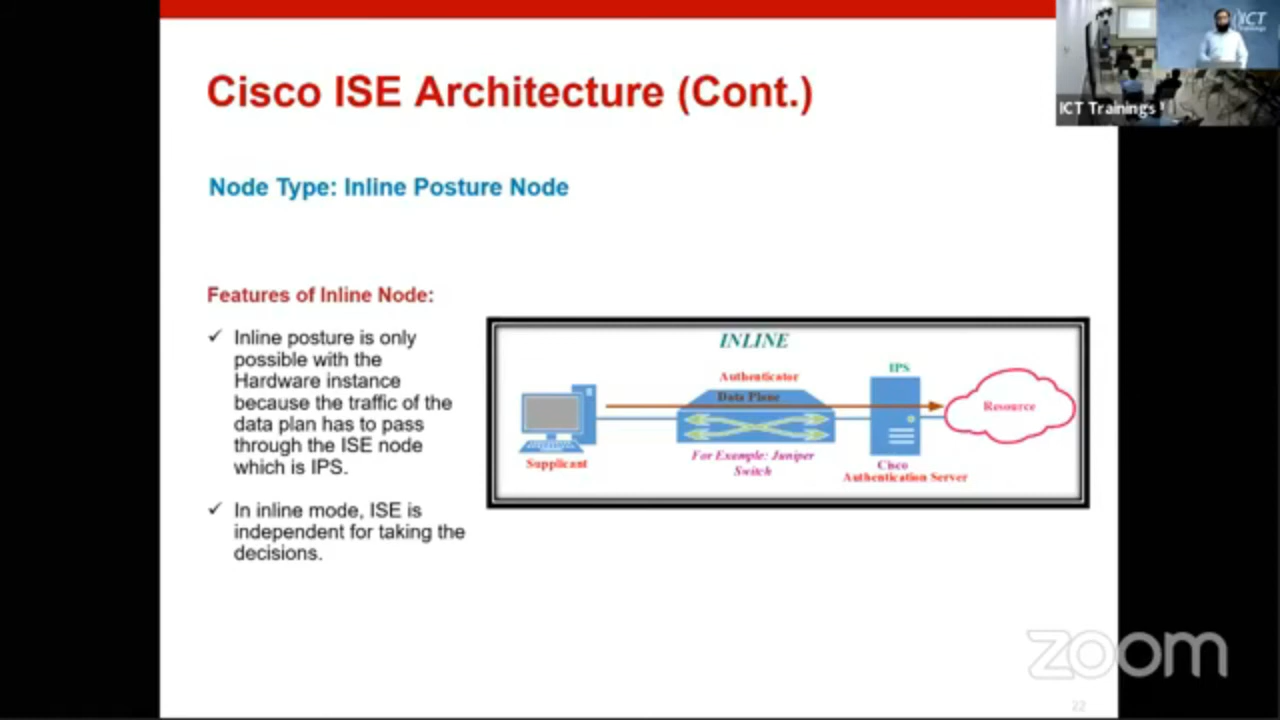 Cisco ISE Architecture (Cont.)
ICT
Trainings
ICT Trainings
Node Type: Inline Posture Node
Features of Inline Node:
✓ Inline posture is only
possible with the
Hardware instance
because the traffic of the
data plan has to pass
through the ISE node
which is IPS.
✓ In inline mode, ISE is
independent for taking the
decisions.
INLINE
Authenticator
Data Plane
IPS
Resource
Supplicant
For Example: Juniper
Switch
Cisco
Authentication Server
zoom
22